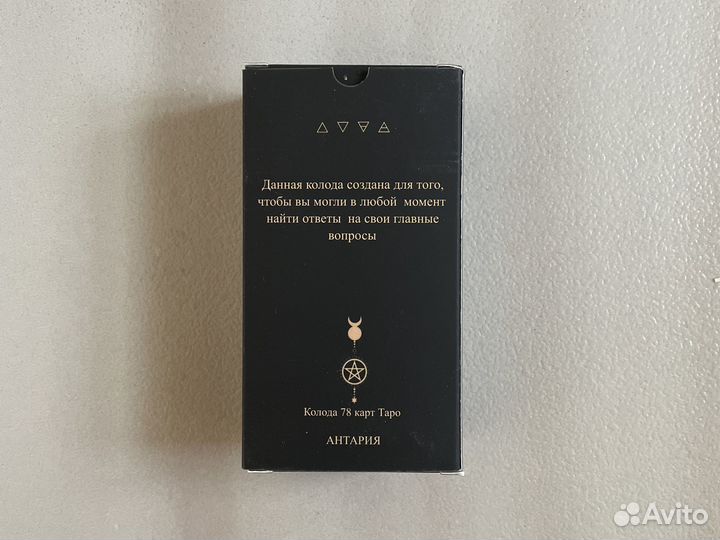 Данная колода создана для того,
чтобы вы могли в любой момент
найти ответы на свои главные
вопросы
Колода 78 карт Таро
АНТАРИЯ
Avito